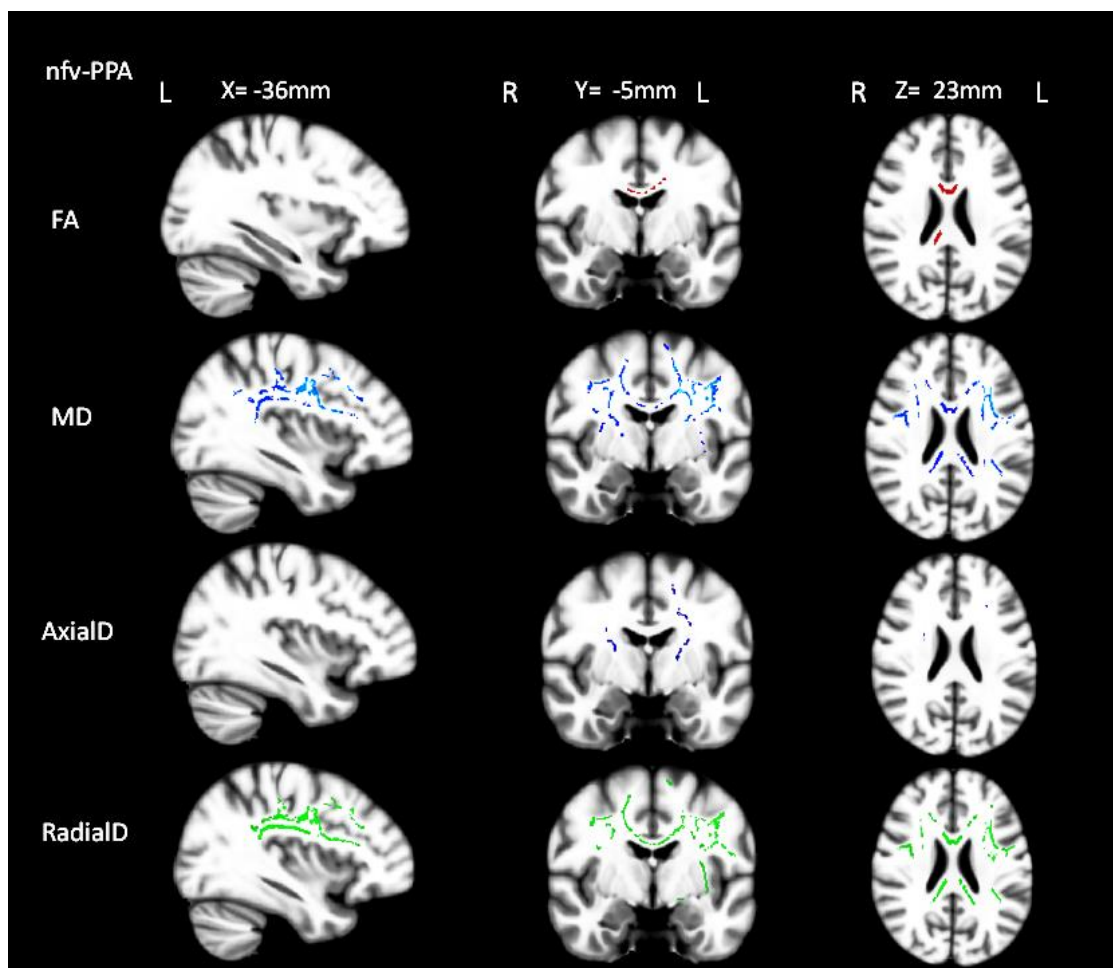 nfv-PPA
L X= -36mm R Y= -5mm L R Z= 23mm L
FA
MD
AxialD
RadialD